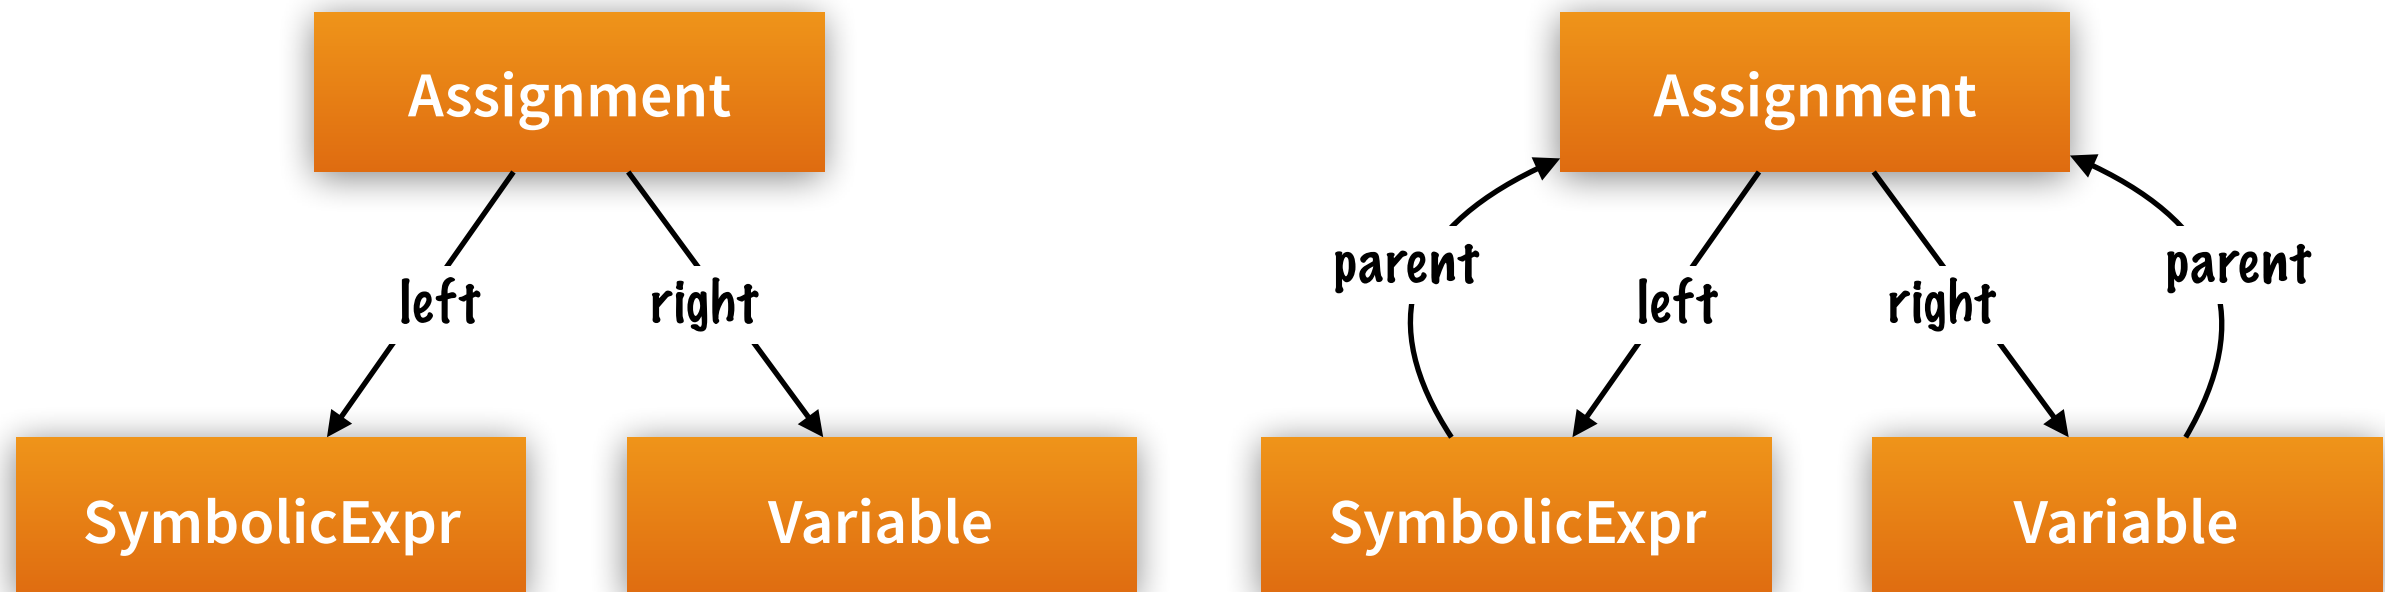 Assignment
Assignment
parent
parent
left
right
left
right
SymbolicExpr
Variable
SymbolicExpr
Variable